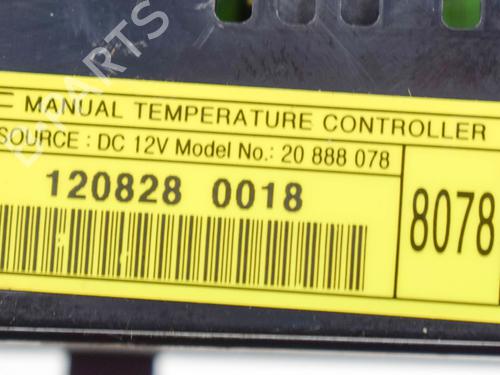 MANUAL TEMPERATURE CONTROLLER
SOURCE : DC 12V Model No.: 20 888 078
120828 0018
8078